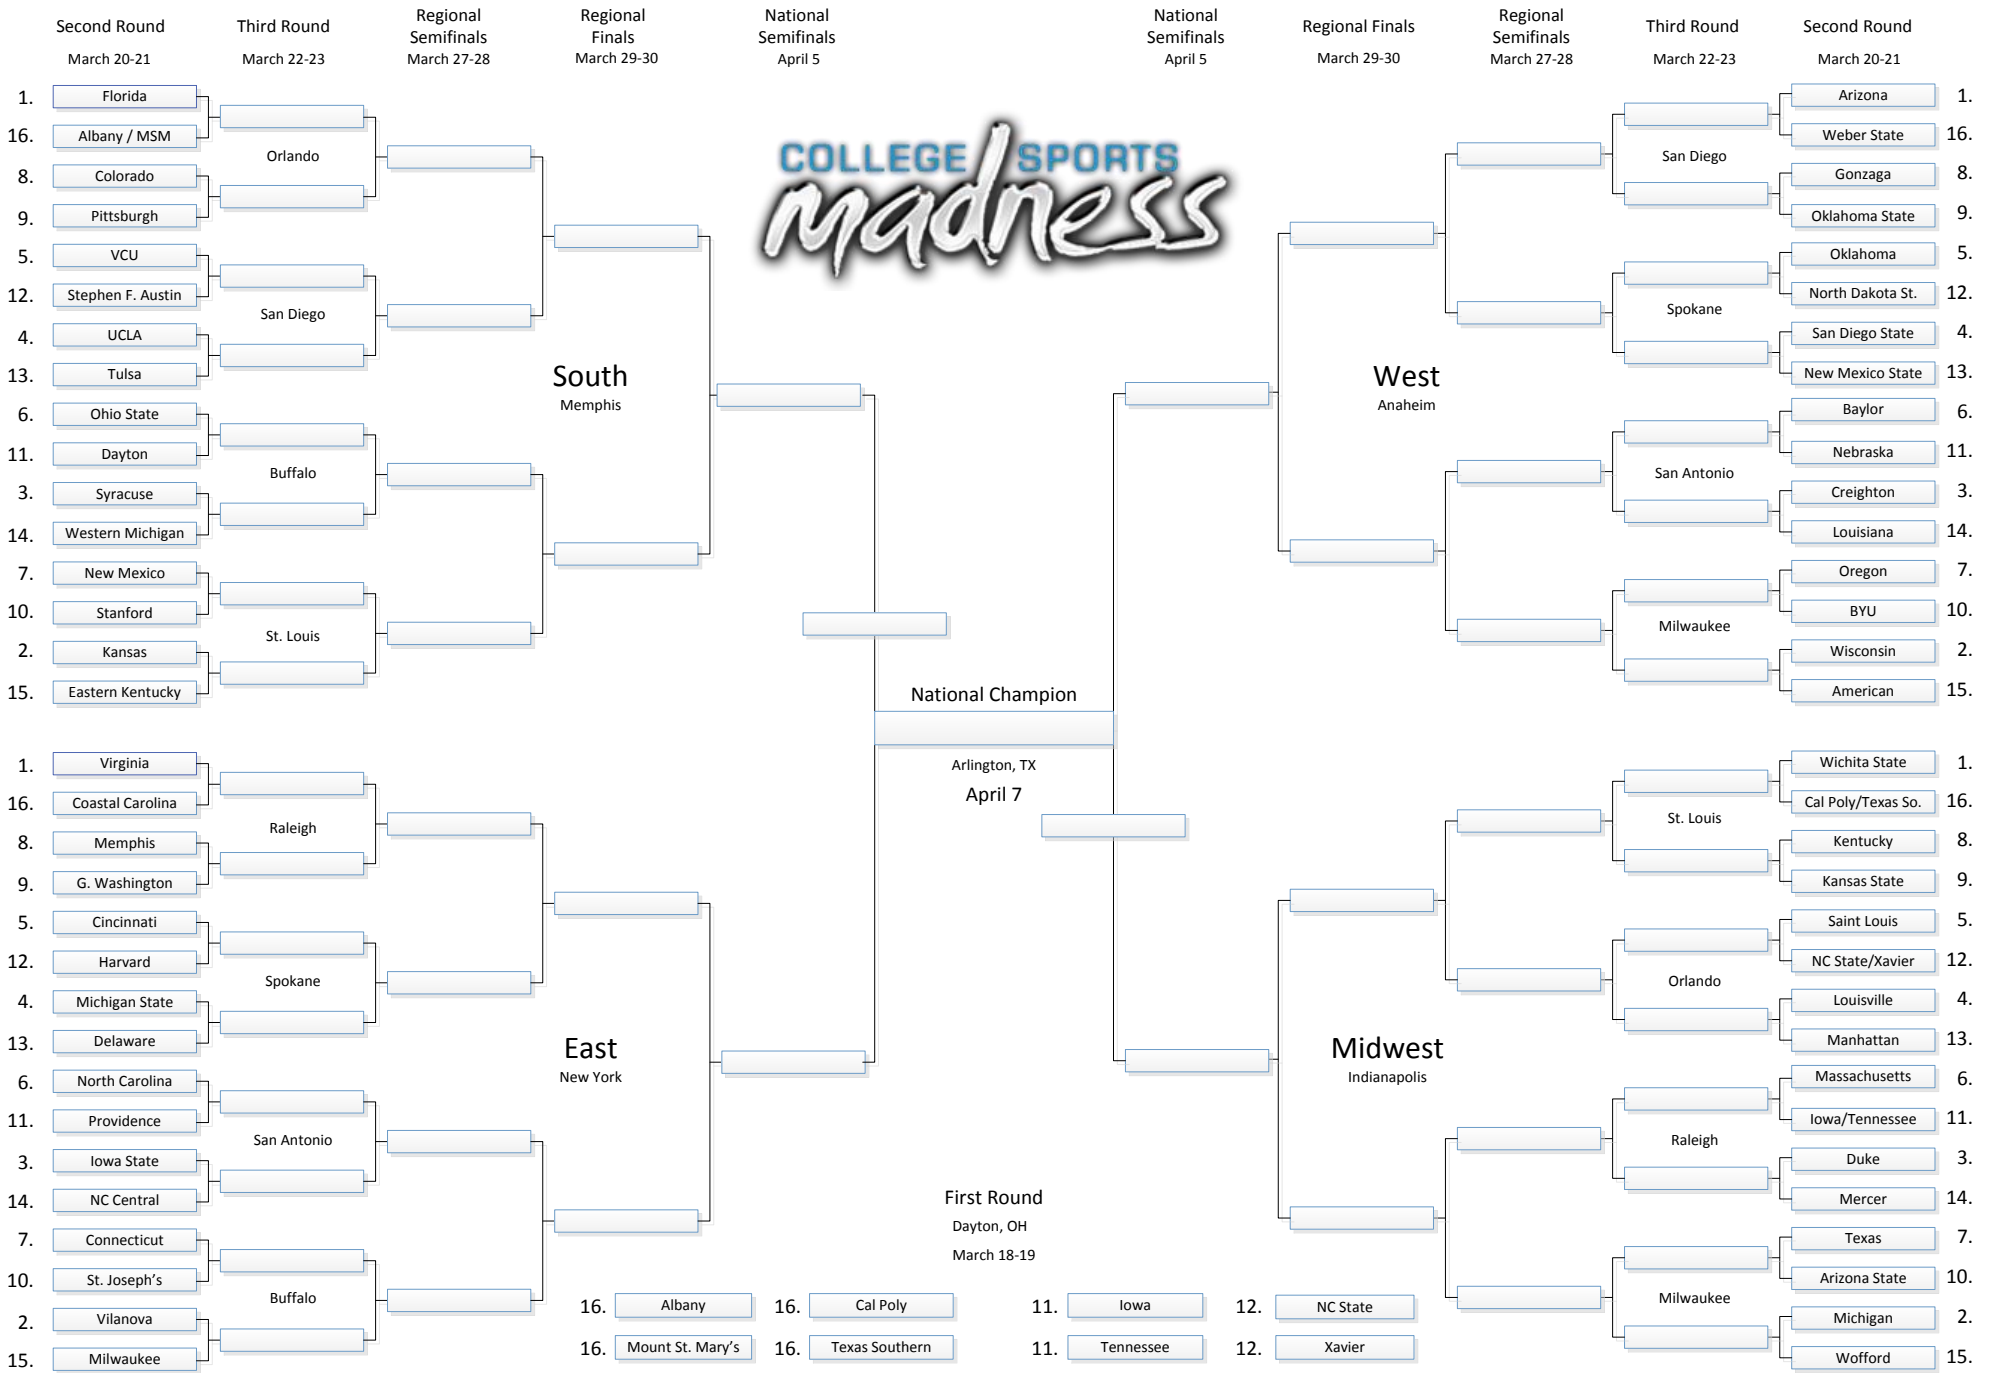 Second Round
March 20-21
Third Round
March 22-23
Regional
Semifinals
March 27-28
Regional
Finals
March 29-30
National
Semifinals
April 5
National
Semifinals
April 5
Regional Finals
March 29-30
Regional
Semifinals
March 27-28
Third Round
March 22-23
Second Round
March 20-21
COLLEGE SPORTS
madness
1. Florida
16. Albany / MSM
Orlando
8. Colorado
9. Pittsburgh
5. VCU
12. Stephen F. Austin
San Diego
4. UCLA
13. Tulsa
South
Memphis
6. Ohio State
11. Dayton
Buffalo
3. Syracuse
14. Western Michigan
7. New Mexico
10. Stanford
St. Louis
2. Kansas
15. Eastern Kentucky
1. Virginia
16. Coastal Carolina
Raleigh
8. Memphis
9. G. Washington
5. Cincinnati
12. Harvard
Spokane
4. Michigan State
13. Delaware
East
New York
6. North Carolina
11. Providence
San Antonio
3. Iowa State
14. NC Central
7. Connecticut
10. St. Joseph’s
Buffalo
2. Vilanova
15. Milwaukee
National Champion
Arlington, TX
April 7
Arizona 1.
Weber State 16.
San Diego
Gonzaga 8.
Oklahoma State 9.
Oklahoma 5.
North Dakota St. 12.
Spokane
San Diego State 4.
New Mexico State 13.
West
Anaheim
Baylor 6.
Nebraska 11.
San Antonio
Creighton 3.
Louisiana 14.
Oregon 7.
BYU 10.
Milwaukee
Wisconsin 2.
American 15.
Wichita State 1.
Cal Poly/Texas So. 16.
St. Louis
Kentucky 8.
Kansas State 9.
Saint Louis 5.
NC State/Xavier 12.
Orlando
Louisville 4.
Manhattan 13.
Midwest
Indianapolis
Massachusetts 6.
Iowa/Tennessee 11.
Raleigh
Duke 3.
Mercer 14.
Texas 7.
Arizona State 10.
Milwaukee
Michigan 2.
Wofford 15.
First Round
Dayton, OH
March 18-19
16. Albany
16. Mount St. Mary’s
16. Cal Poly
16. Texas Southern
11. Iowa
11. Tennessee
12. NC State
12. Xavier